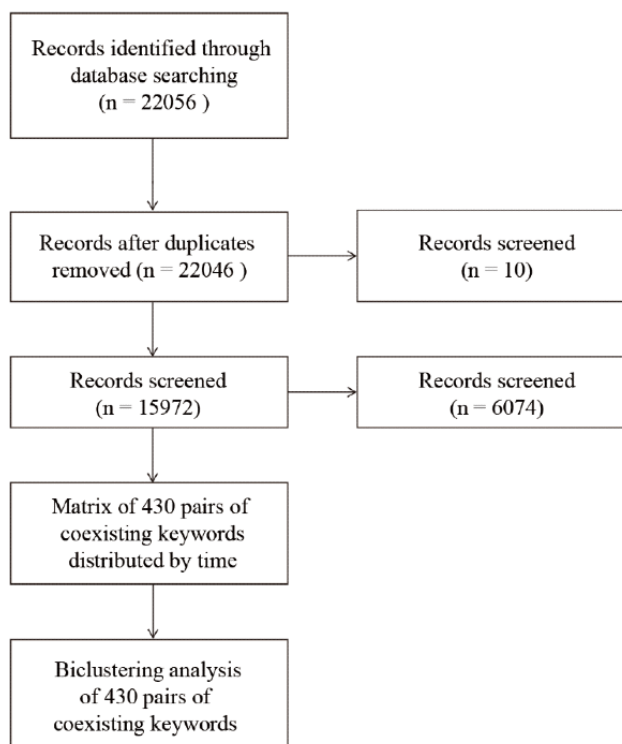 Records identified through
database searching
(n = 22056 )
Records after duplicates
removed (n = 22046 )
Records screened
(n = 10)
Records screened
(n = 15972)
Records screened
(n = 6074)
Matrix of 430 pairs of
coexisting keywords
distributed by time
Biclustering analysis
of 430 pairs of
coexisting keywords